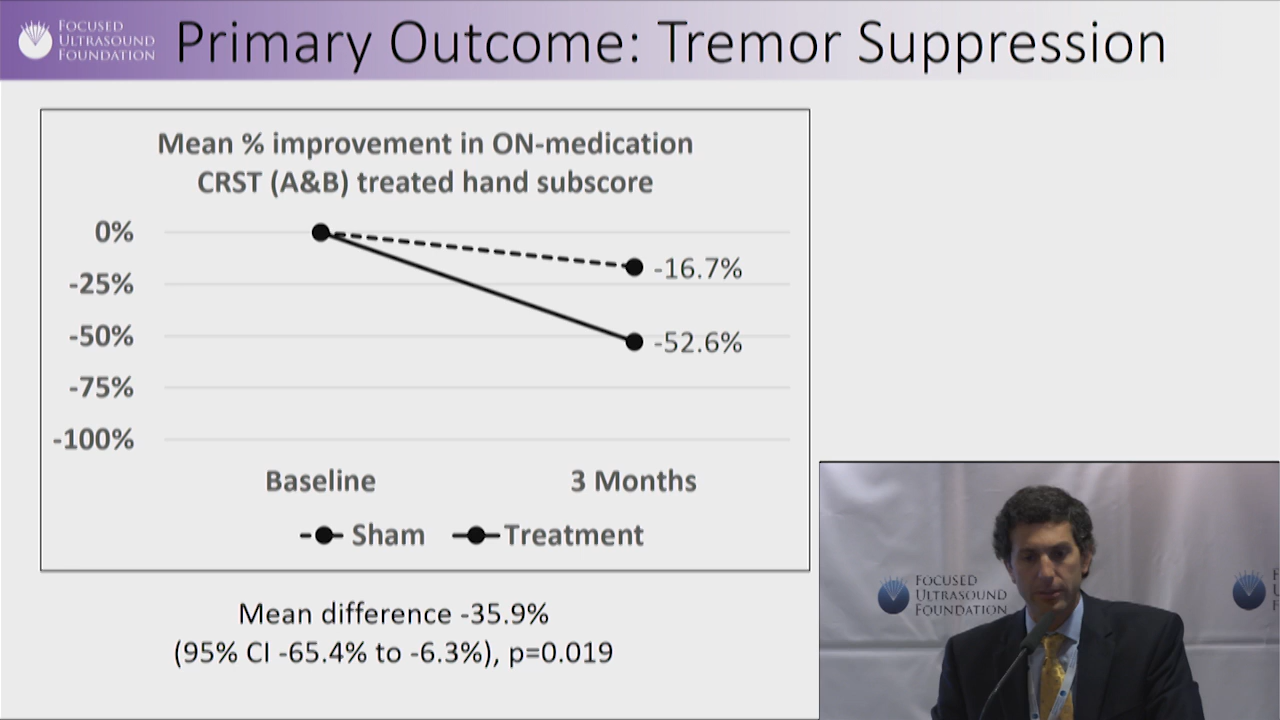 FOCUSED
ULTRASOUND
FOUNDATION
Primary Outcome: Tremor Suppression
Mean % improvement in ON-medication
CRST (A&B) treated hand subscore
0%
-25%
-50%
-75%
-100%
-16.7%
-52.6%
Baseline 3 Months
Sham Treatment
Mean difference -35.9%
(95% CI -65.4% to -6.3%), p=0.019
FOCUSED
ULTRASOUND
FOUNDATION